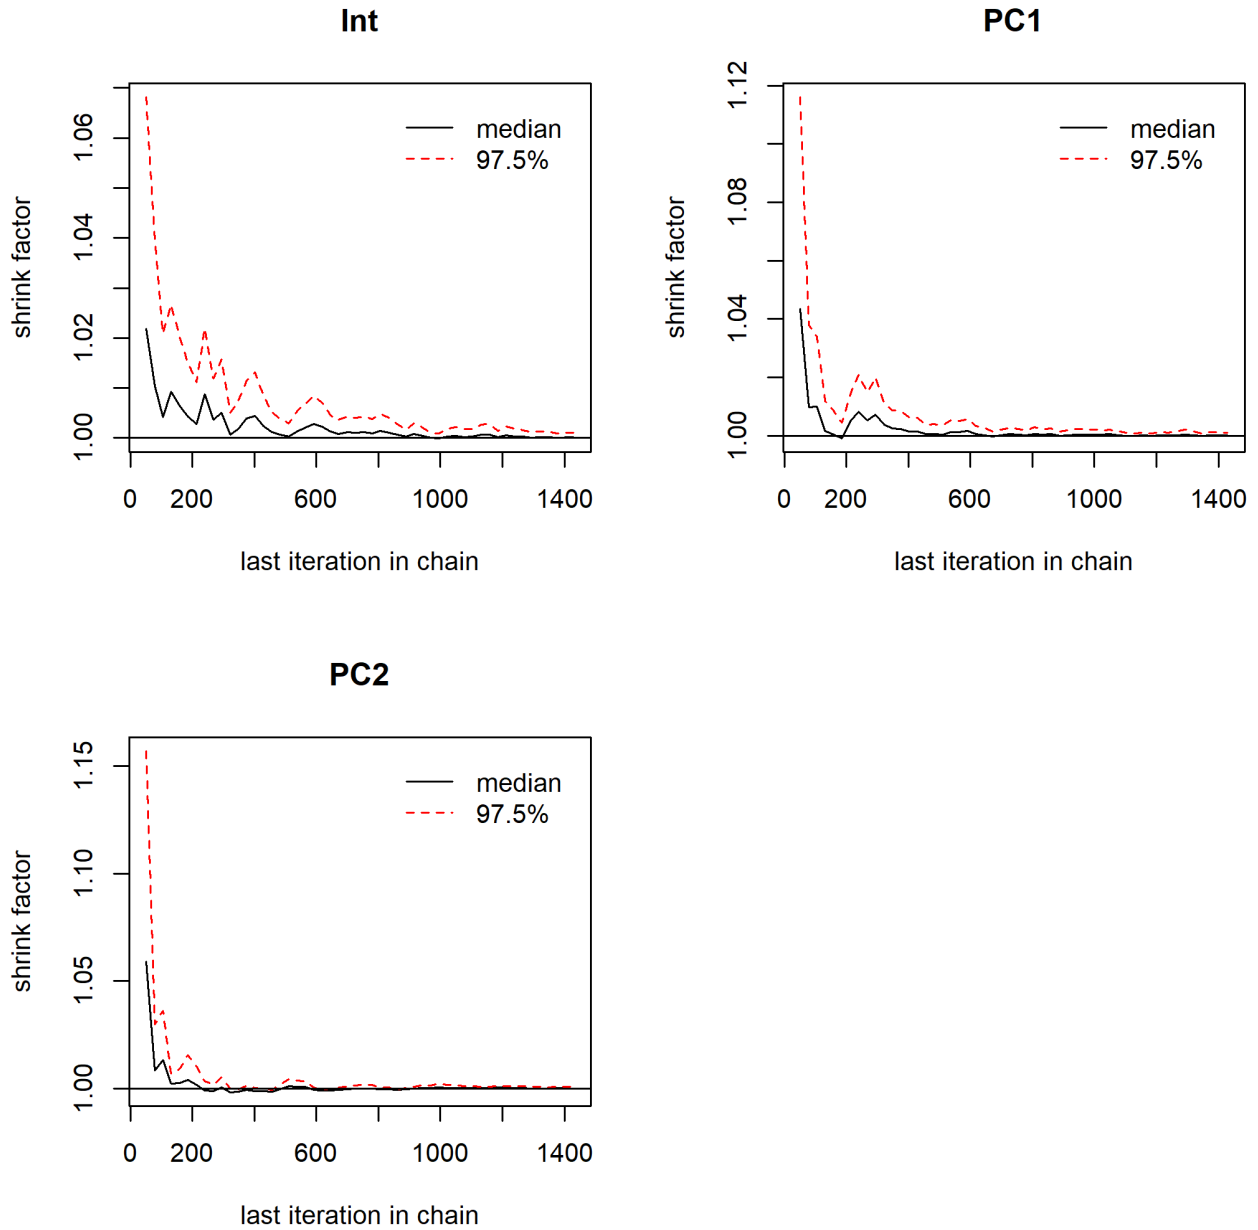 Int
shrink factor
1.00 1.02 1.04 1.06
median
97.5%
0 200 600 1000 1400
last iteration in chain
PC1
shrink factor
1.00 1.04 1.08 1.12
median
97.5%
0 200 600 1000 1400
last iteration in chain
PC2
shrink factor
1.00 1.05 1.10 1.15
median
97.5%
0 200 600 1000 1400
last iteration in chain